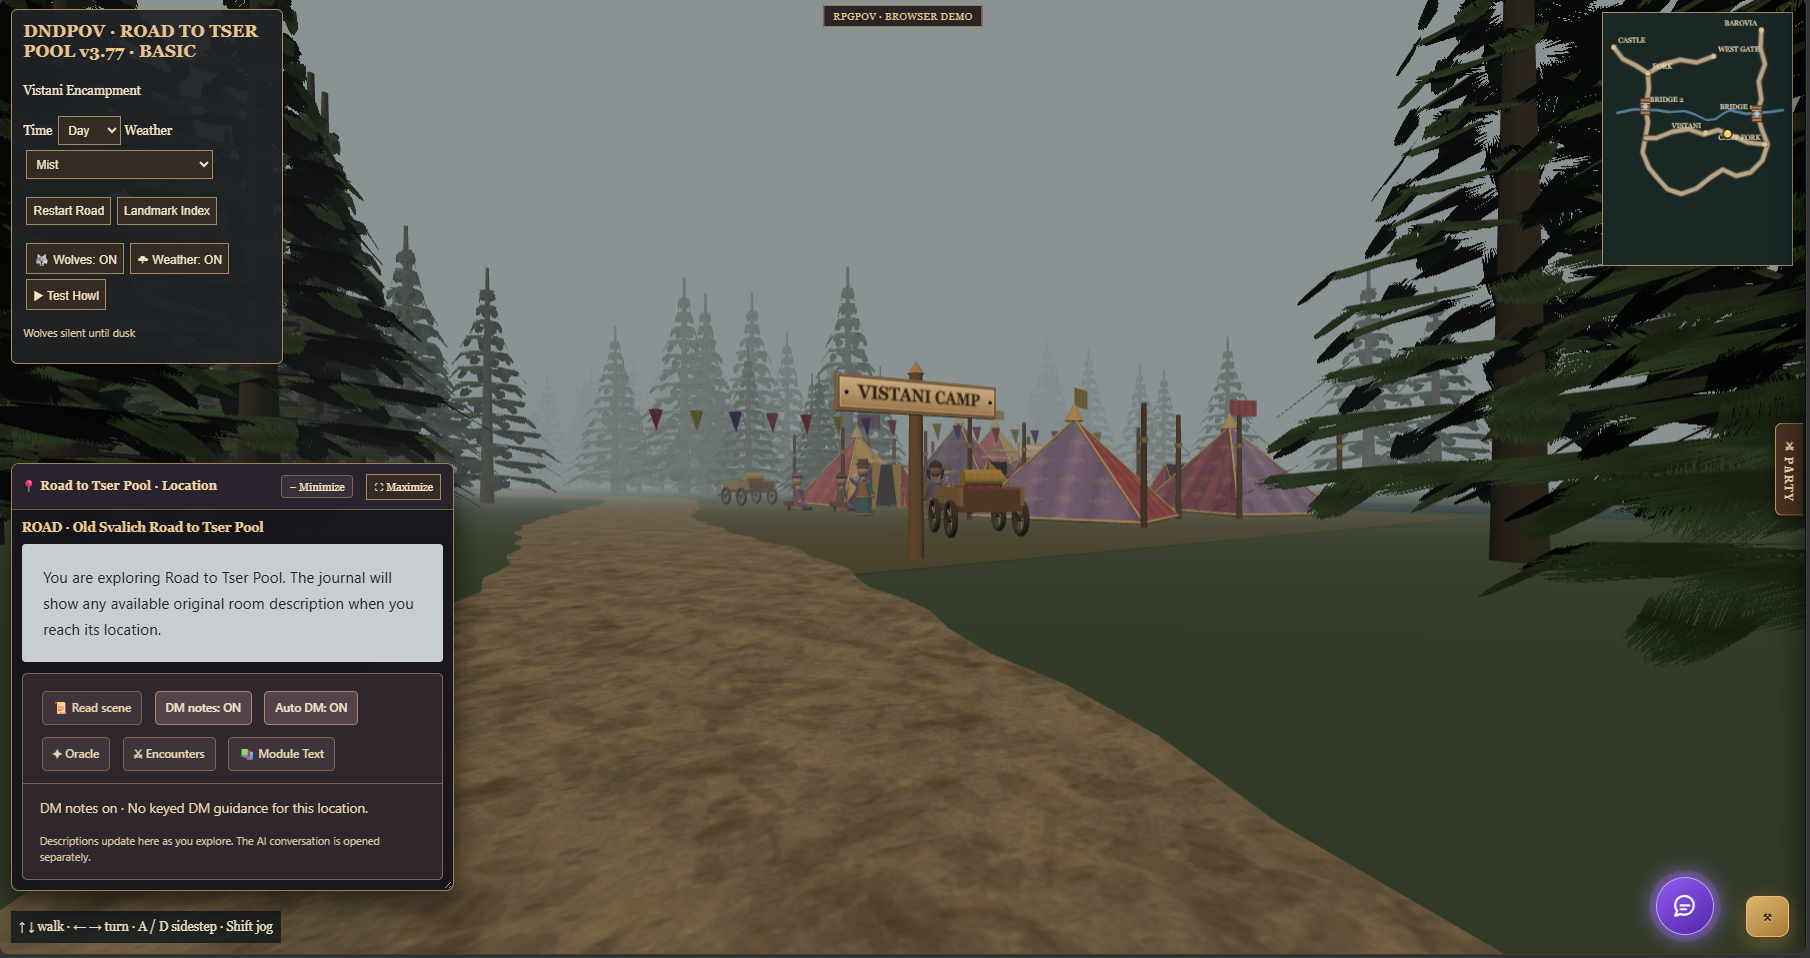 DNDPOV · ROAD TO TSER
POOL v3.77 · BASIC
Vistani Encampment
Time Day Weather
Mist
Restart Road Landmark Index
Wolves: ON Weather: ON
▶ Test Howl
Wolves silent until dusk
RPGPOV · BROWSER DEMO
BAROVIA
CASTLE
WEST GATE
FORK
BRIDGE 2
BRIDGE 1
VISTANI
FORK
PARTY
VISTANI CAMP
Road to Tser Pool · Location – Minimize Maximize
ROAD · Old Svalich Road to Tser Pool
You are exploring Road to Tser Pool. The journal will
show any available original room description when you
reach its location.
Read scene DM notes: ON Auto DM: ON
✦ Oracle ⚔ Encounters Module Text
DM notes on · No keyed DM guidance for this location.
Descriptions update here as you explore. The AI conversation is opened
separately.
↑↓ walk · ←→ turn · A / D sidestep · Shift jog